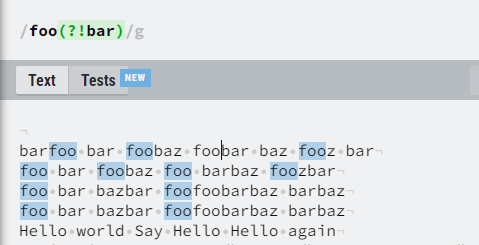 /foo(?!bar)/g
Text Tests NEW
¬
barfoo•bar•foobaz•foobar•baz•fooz•bar¬
foo•bar•foobaz•foo•barbaz•foozbar¬
foo•bar•bazbar•foofoobarbaz•barbaz¬
foo•bar•bazbar•foofoobarbaz•barbaz¬
Hello•world•Say•Hello•Hello•again¬